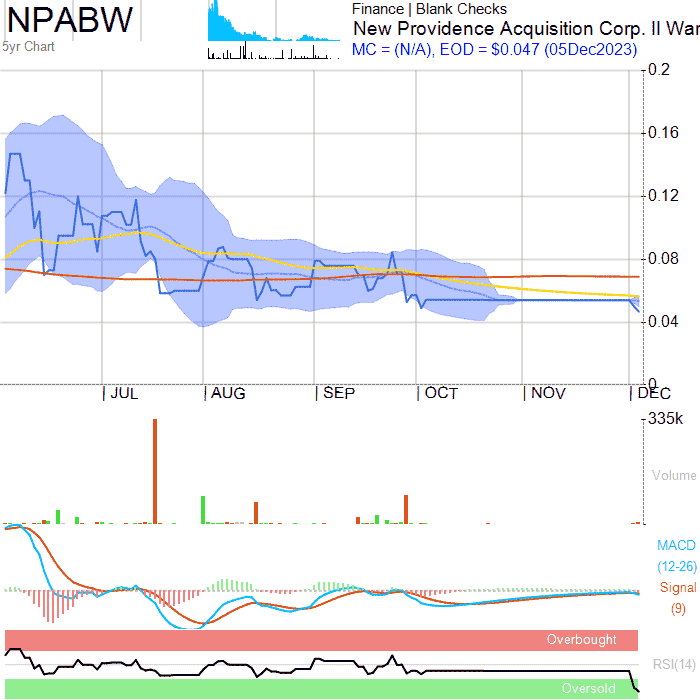 NPABW
5yr Chart
Finance | Blank Checks
New Providence Acquisition Corp. II War
MC = (N/A), EOD = $0.047 (05Dec2023)
0.2
0.16
0.12
0.08
0.04
0
JUL AUG SEP OCT NOV DEC
335k
Volume
MACD
(12-26)
Signal
(9)
Overbought
RSI(14)
Oversold